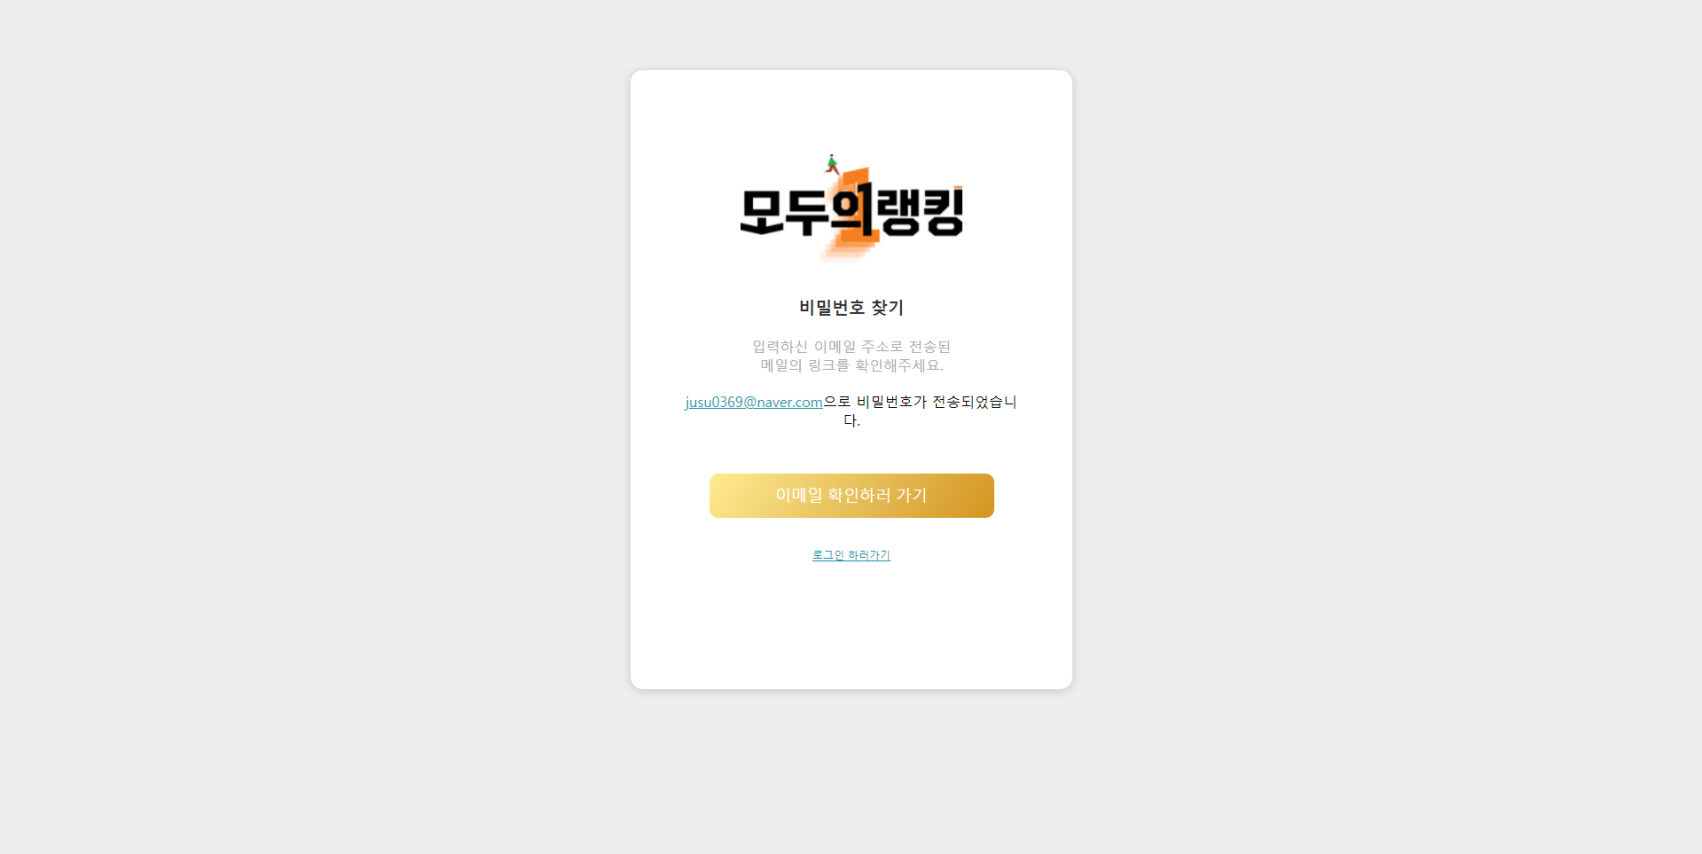 모두의랭킹
비밀번호 찾기
입력하신 이메일 주소로 전송된
메일의 링크를 확인해주세요.
jusu0369@naver.com으로 비밀번호가 전송되었습니
다.
이메일 확인하러 가기
로그인 하러가기